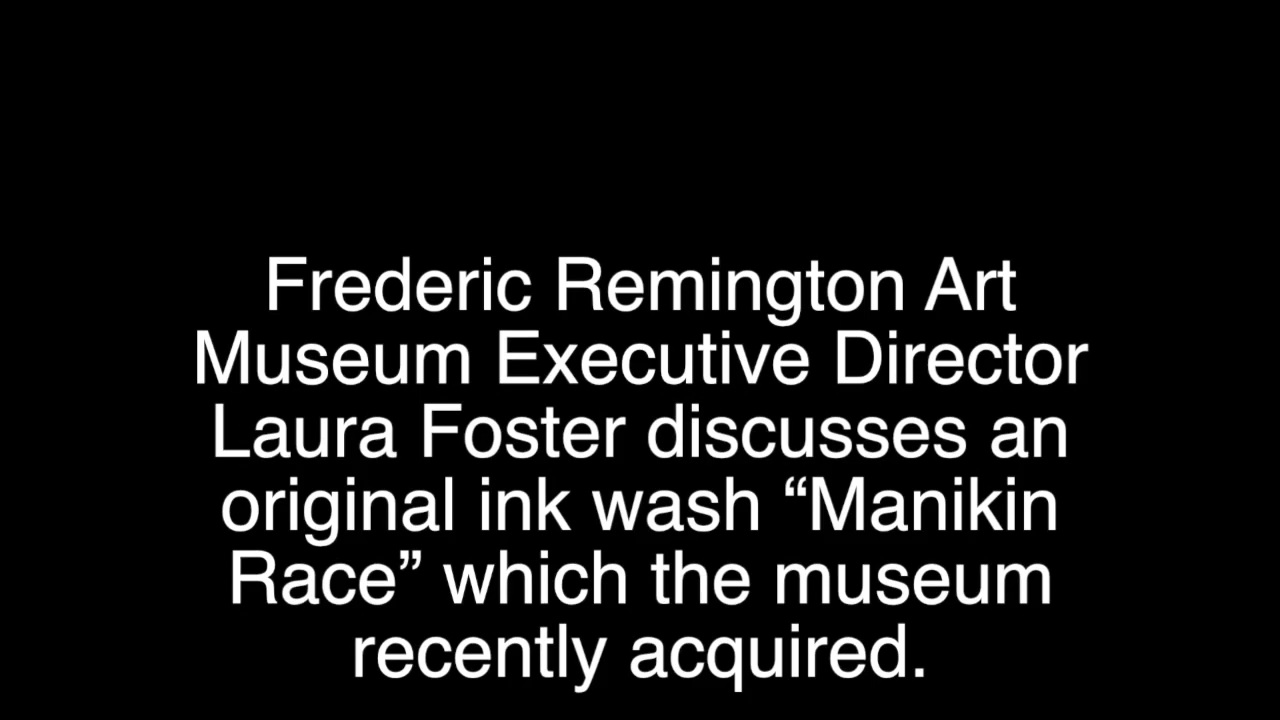 Frederic Remington Art
Museum Executive Director
Laura Foster discusses an
original ink wash “Manikin
Race” which the museum
recently acquired.